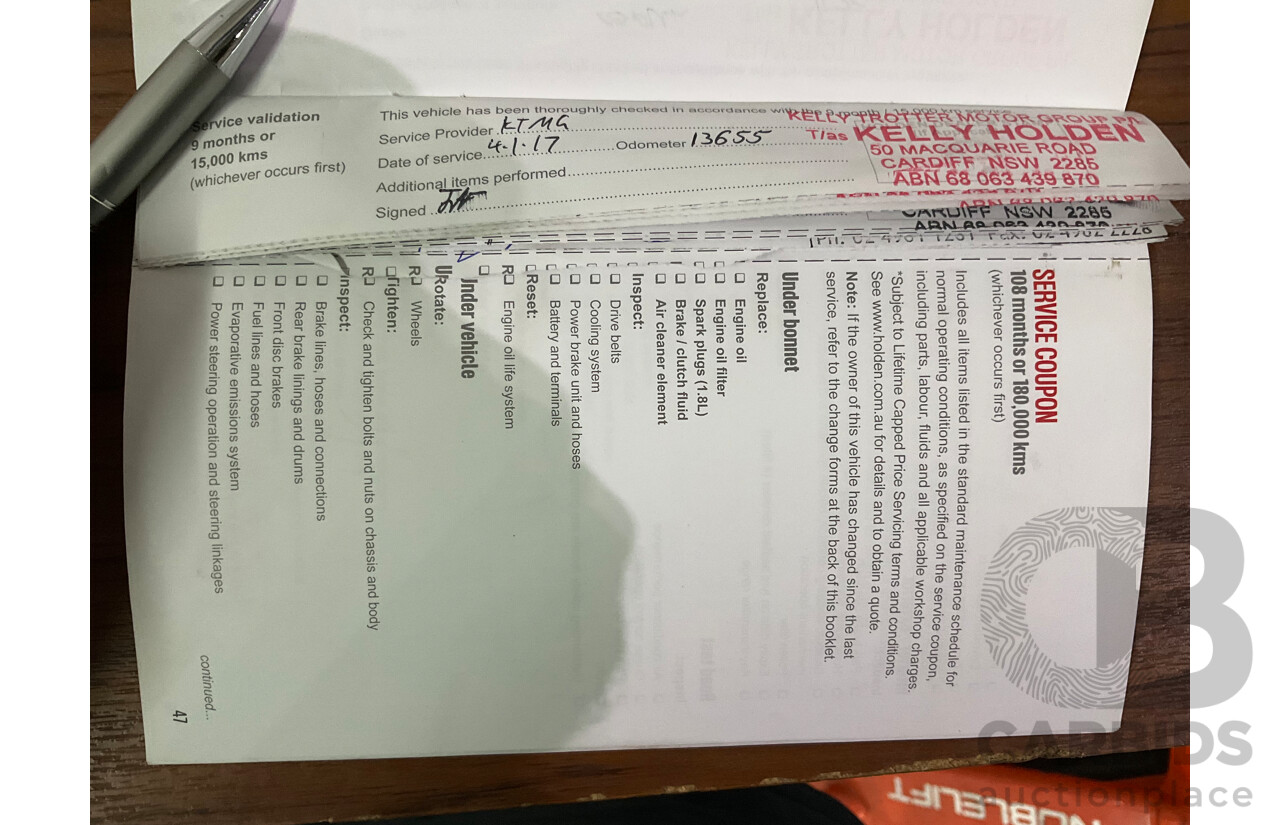 Service validation
9 months or
15,000 kms
(whichever occurs first)
This vehicle has been thoroughly checked in accordance with the 9 month / 15,000 km service
Service Provider KTMG
Date of service 4.1.17 Odometer 13655
Additional items performed
Signed
KELLY TROTTER MOTOR GROUP P/L
T/as KELLY HOLDEN
50 MACQUARIE ROAD
CARDIFF NSW 2285
ABN 68 063 439 870
CARDIFF NSW 2285
SERVICE COUPON
108 months or 180,000 kms
(whichever occurs first)
Includes all items listed in the standard maintenance schedule for
normal operating conditions, as specified on the service coupon,
including parts, labour, fluids and all applicable workshop charges.
*Subject to Lifetime Capped Price Servicing terms and conditions.
See www.holden.com.au for details and to obtain a quote.
Note: If the owner of this vehicle has changed since the last
service, refer to the change forms at the back of this booklet.
Under bonnet
Replace:
Engine oil
Engine oil filter
Spark plugs (1.8L)
Brake / clutch fluid
Air cleaner element
Inspect:
Drive belts
Cooling system
Power brake unit and hoses
Battery and terminals
Reset:
Engine oil life system
Under vehicle
Rotate:
Wheels
Tighten:
Check and tighten bolts and nuts on chassis and body
Inspect:
Brake lines, hoses and connections
Rear brake linings and drums
Front disc brakes
Fuel lines and hoses
Evaporative emissions system
Power steering operation and steering linkages
continued...
47
NOBLELIFT
CARBIDS
auctionplace